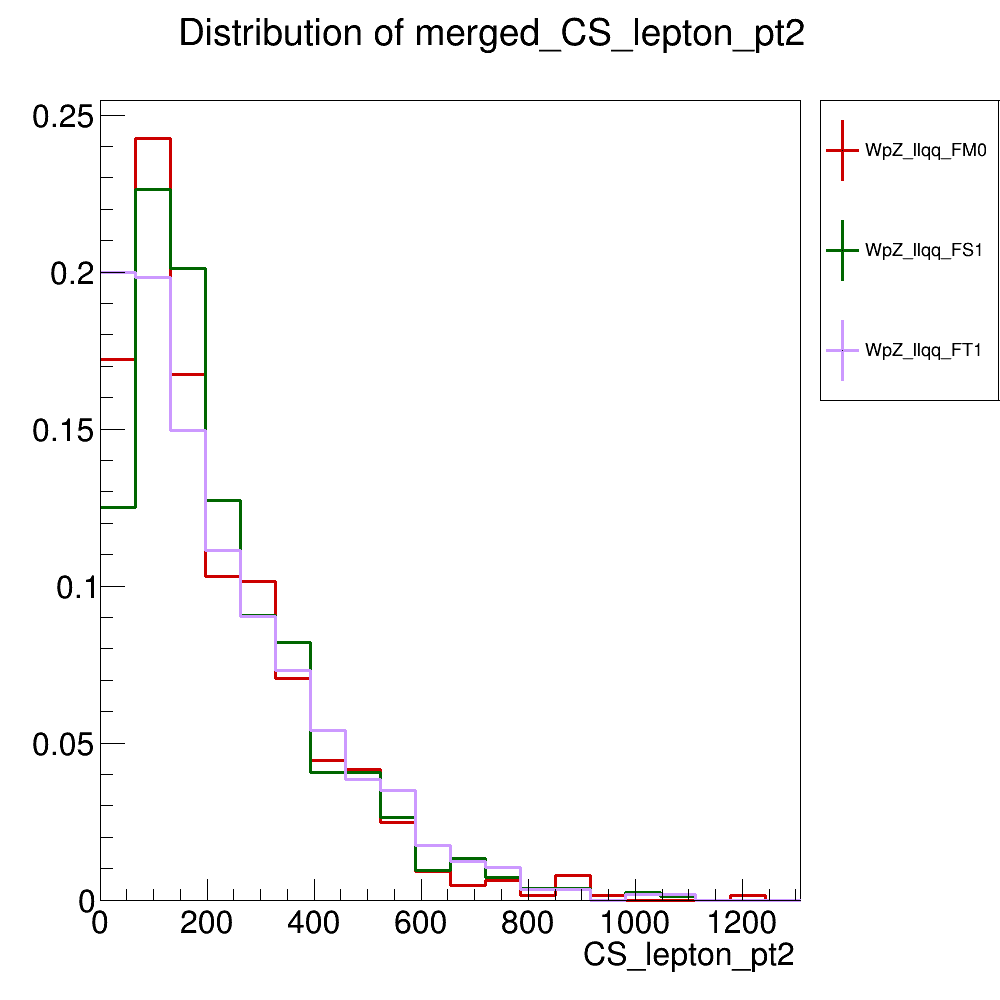 Distribution of merged_CS_lepton_pt2
0.25
0.2
0.15
0.1
0.05
0
0 200 400 600 800 1000 1200
CS_lepton_pt2
WpZ_llqq_FM0
WpZ_llqq_FS1
WpZ_llqq_FT1